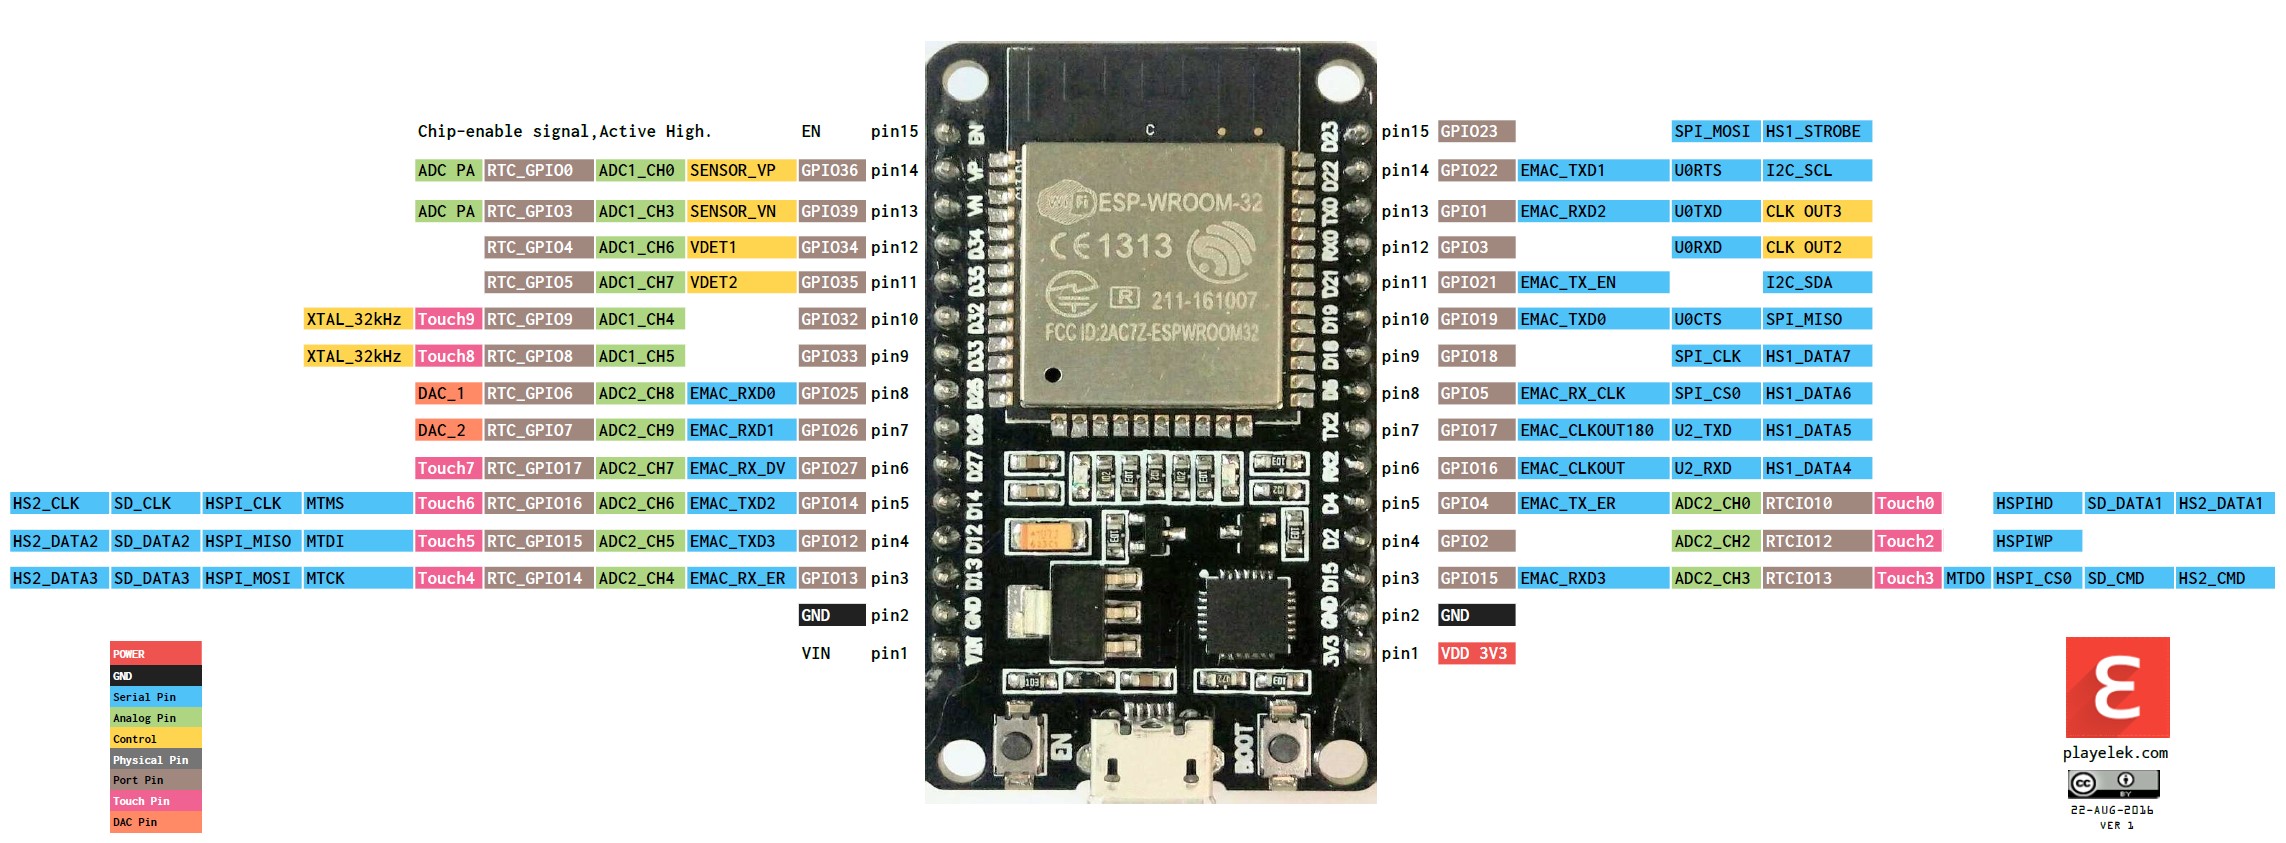 Chip-enable signal,Active High. EN pin15
ADC PA RTC_GPIO0 ADC1_CH0 SENSOR_VP GPIO36 pin14
ADC PA RTC_GPIO3 ADC1_CH3 SENSOR_VN GPIO39 pin13
RTC_GPIO4 ADC1_CH6 VDET1 GPIO34 pin12
RTC_GPIO5 ADC1_CH7 VDET2 GPIO35 pin11
XTAL_32kHz Touch9 RTC_GPIO9 ADC1_CH4 GPIO32 pin10
XTAL_32kHz Touch8 RTC_GPIO8 ADC1_CH5 GPIO33 pin9
DAC_1 RTC_GPIO6 ADC2_CH8 EMAC_RXD0 GPIO25 pin8
DAC_2 RTC_GPIO7 ADC2_CH9 EMAC_RXD1 GPIO26 pin7
Touch7 RTC_GPIO17 ADC2_CH7 EMAC_RX_DV GPIO27 pin6
HS2_CLK SD_CLK HSPI_CLK MTMS Touch6 RTC_GPIO16 ADC2_CH6 EMAC_TXD2 GPIO14 pin5
HS2_DATA2 SD_DATA2 HSPI_MISO MTDI Touch5 RTC_GPIO15 ADC2_CH5 EMAC_TXD3 GPIO12 pin4
HS2_DATA3 SD_DATA3 HSPI_MOSI MTCK Touch4 RTC_GPIO14 ADC2_CH4 EMAC_RX_ER GPIO13 pin3
GND pin2
VIN pin1
POWER
GND
Serial Pin
Analog Pin
Control
Physical Pin
Port Pin
Touch Pin
DAC Pin
EN
VP
VN
D34
D35
D32
D33
D25
D26
D27
D14
D12
D13
GND
VIN
C
WiFi ESP-WROOM-32
CE 1313
R 211-161007
FCC ID:2AC7Z-ESPWROOM32
EN
BOOT
D23
D22
TX0
RX0
D21
D19
D18
D5
TX2
RX2
D4
D2
D15
GND
3V3
pin15 GPIO23 SPI_MOSI HS1_STROBE
pin14 GPIO22 EMAC_TXD1 U0RTS I2C_SCL
pin13 GPIO1 EMAC_RXD2 U0TXD CLK OUT3
pin12 GPIO3 U0RXD CLK OUT2
pin11 GPIO21 EMAC_TX_EN I2C_SDA
pin10 GPIO19 EMAC_TXD0 U0CTS SPI_MISO
pin9 GPIO18 SPI_CLK HS1_DATA7
pin8 GPIO5 EMAC_RX_CLK SPI_CS0 HS1_DATA6
pin7 GPIO17 EMAC_CLKOUT180 U2_TXD HS1_DATA5
pin6 GPIO16 EMAC_CLKOUT U2_RXD HS1_DATA4
pin5 GPIO4 EMAC_TX_ER ADC2_CH0 RTCIO10 Touch0 HSPIHD SD_DATA1 HS2_DATA1
pin4 GPIO2 ADC2_CH2 RTCIO12 Touch2 HSPIWP
pin3 GPIO15 EMAC_RXD3 ADC2_CH3 RTCIO13 Touch3 MTDO HSPI_CS0 SD_CMD HS2_CMD
pin2 GND
pin1 VDD 3V3
playelek.com
cc BY
22-AUG-2016
VER 1